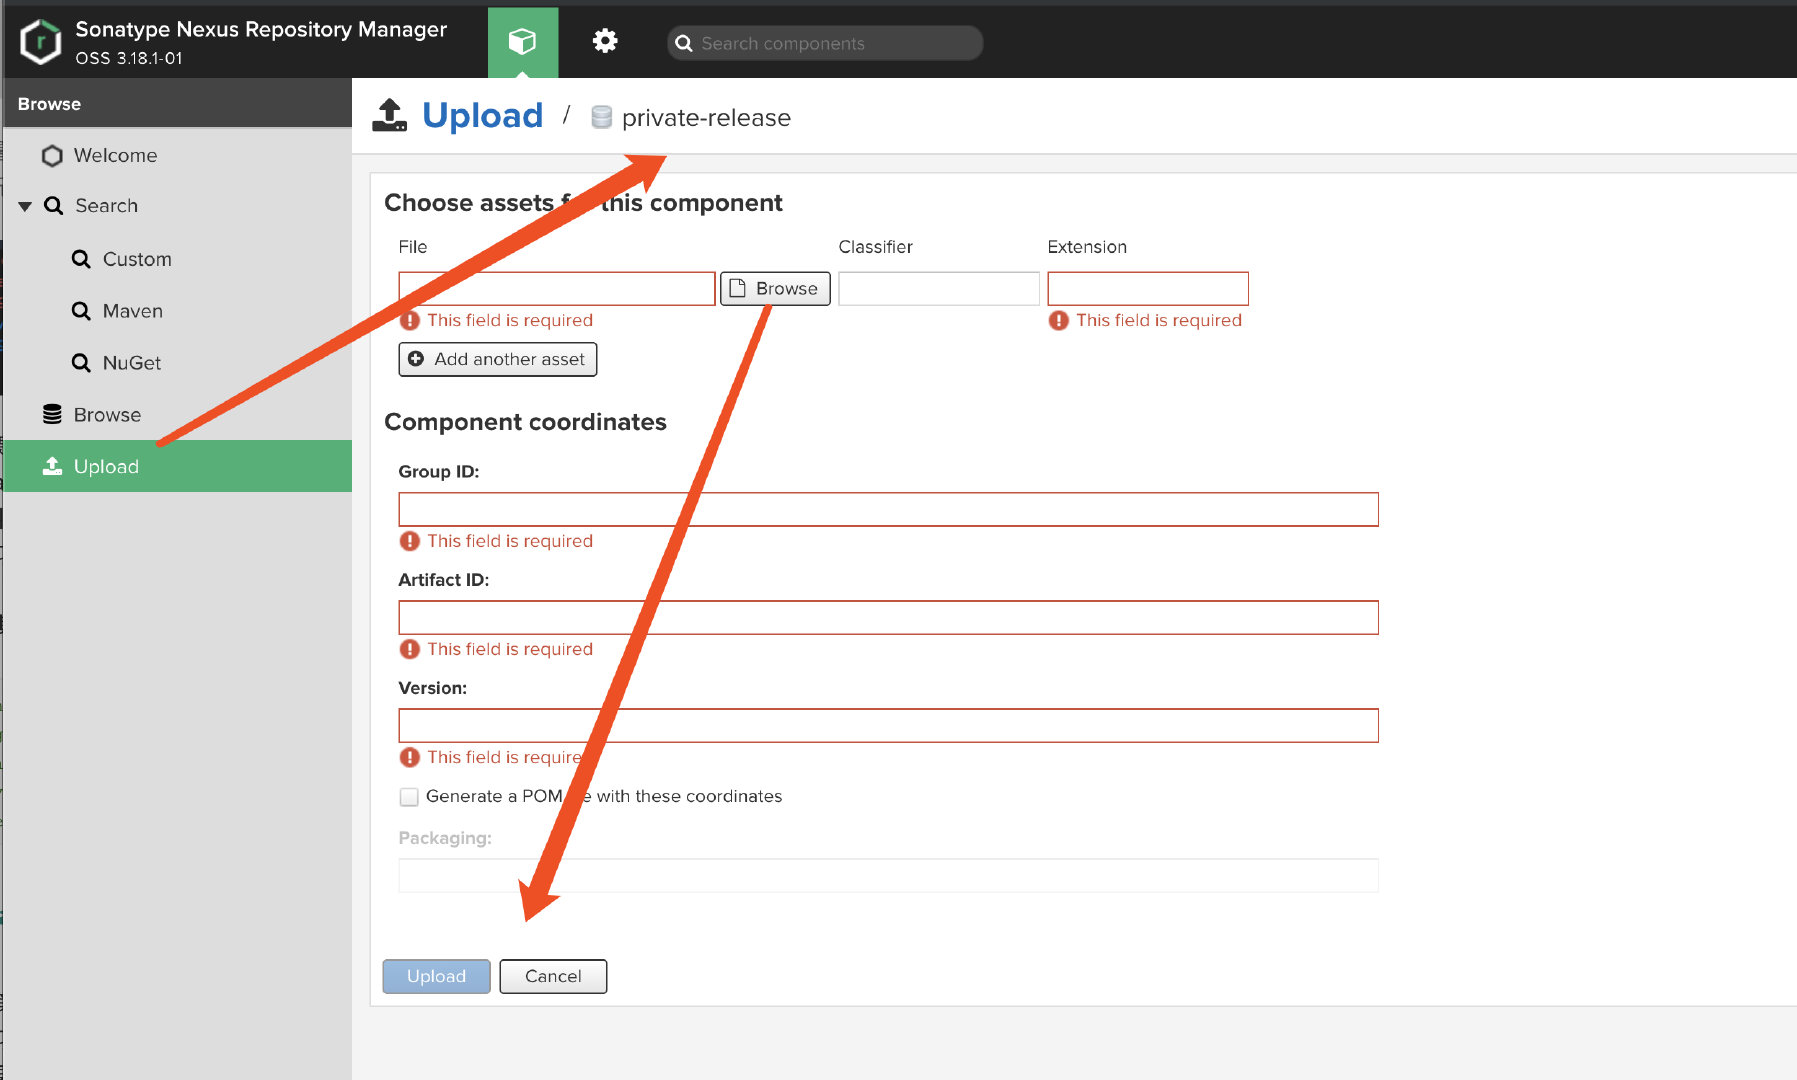 Sonatype Nexus Repository Manager
OSS 3.18.1-01
Search components
Browse
Welcome
Search
Custom
Maven
NuGet
Browse
Upload
Upload / private-release
Choose assets this component
File Classifier Extension
Browse
This field is required This field is required
Add another asset
Component coordinates
Group ID:
This field is required
Artifact ID:
This field is required
Version:
This field is require
Generate a POM with these coordinates
Packaging:
Upload Cancel